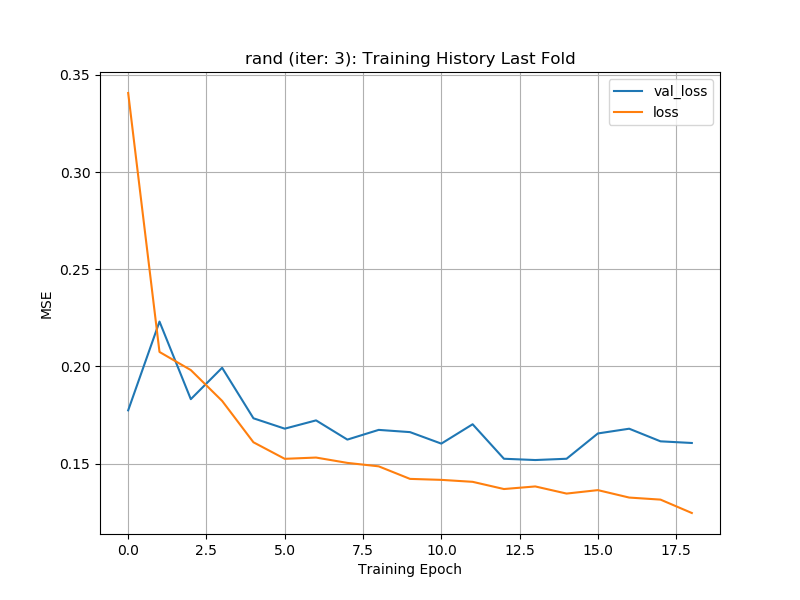 rand (iter: 3): Training History Last Fold
val_loss
loss
0.35
0.30
0.25
0.20
0.15
MSE
0.0
2.5
5.0
7.5
10.0
12.5
15.0
17.5
Training Epoch